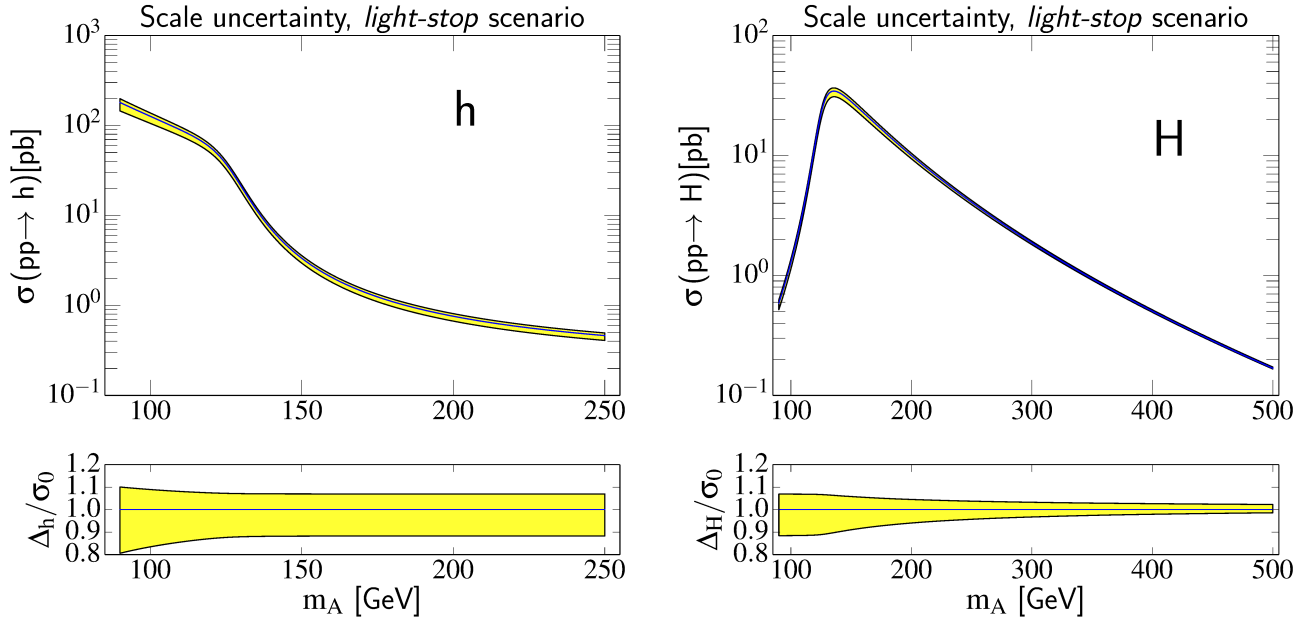 Scale uncertainty, light-stop scenario
10³
10²
10¹
10⁰
10⁻¹
σ(pp→ h)[pb]
h
100 150 200 250
1.2
1.1
1.0
0.9
0.8
Δh/σ0
100 150 200 250
mA [GeV]
Scale uncertainty, light-stop scenario
10²
10¹
10⁰
10⁻¹
σ(pp→ H)[pb]
H
100 200 300 400 500
1.2
1.1
1.0
0.9
0.8
ΔH/σ0
100 200 300 400 500
mA [GeV]